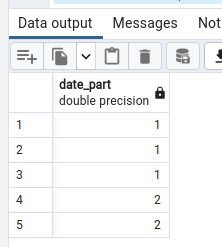 Data output Messages Not
date_part
double precision
1 1
2 1
3 1
4 2
5 2